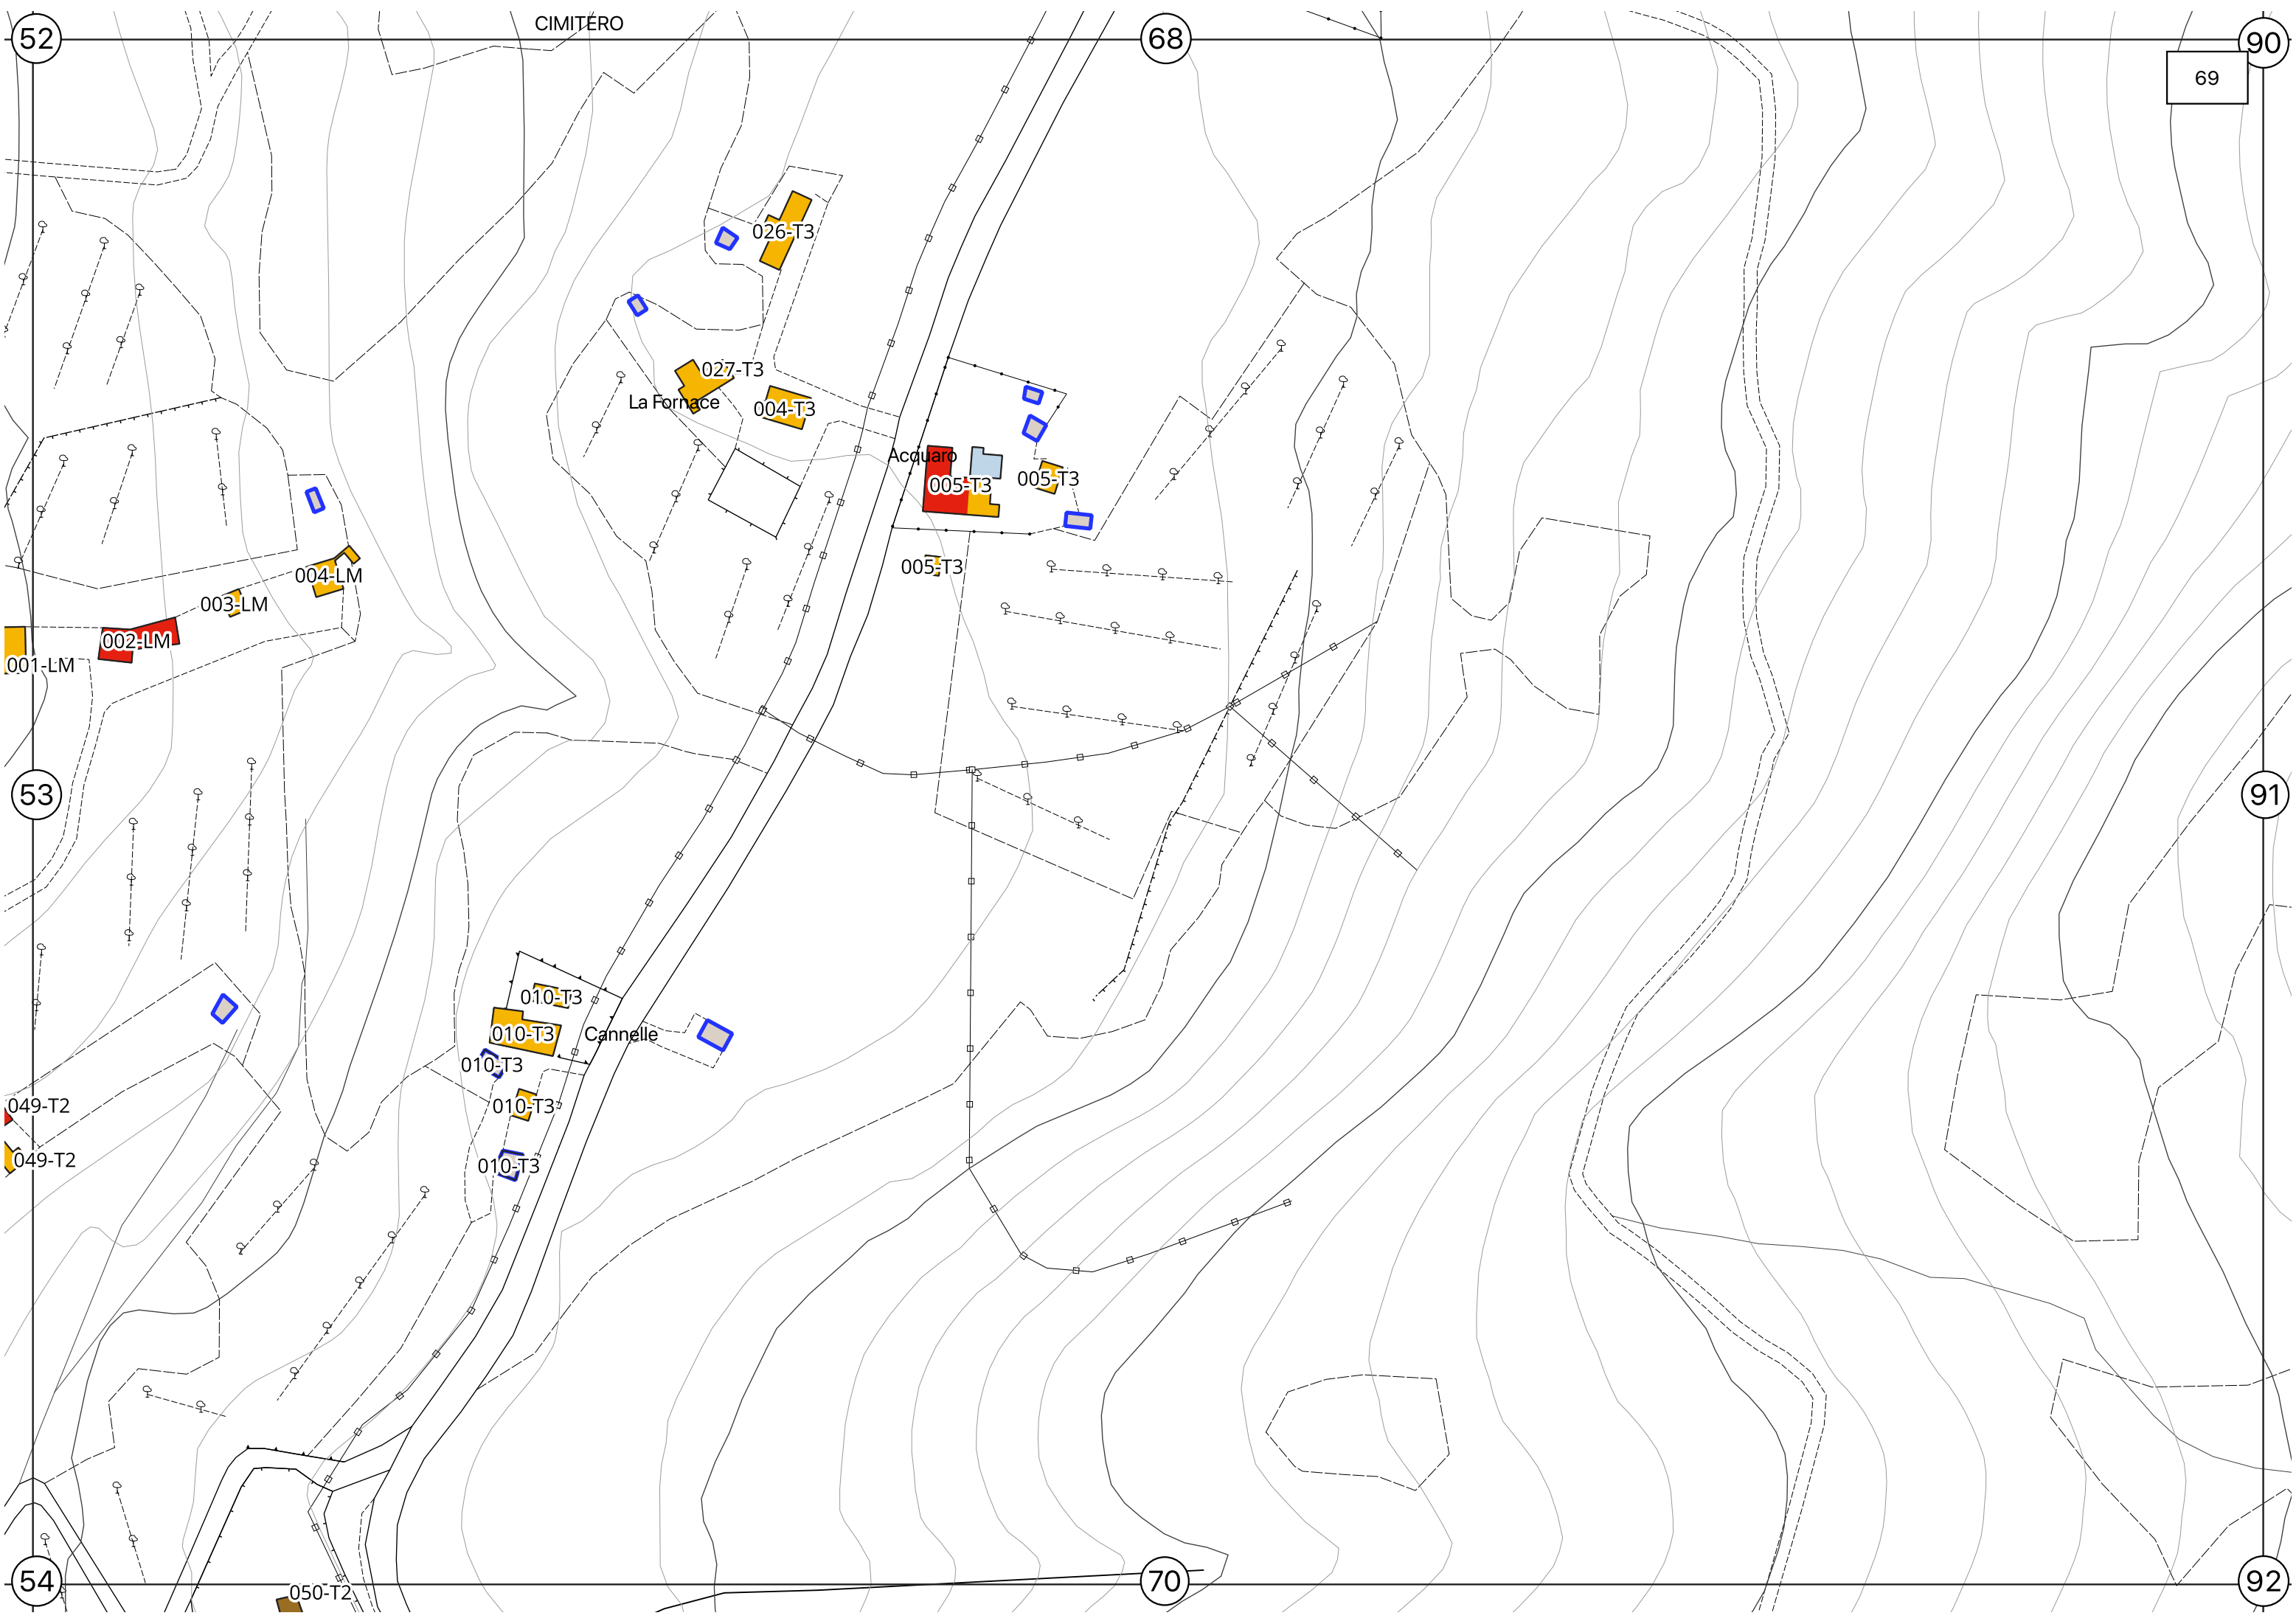 CIMITERO
52
68
90
69
026-T3
027-T3
La Fornace
004-T3
Acquaro
005-T3
005-T3
005-T3
004-LM
003-LM
002-LM
001-LM
53
91
010-T3
010-T3
Cannelle
010-T3
010-T3
010-T3
049-T2
049-T2
54
70
92
050-T2